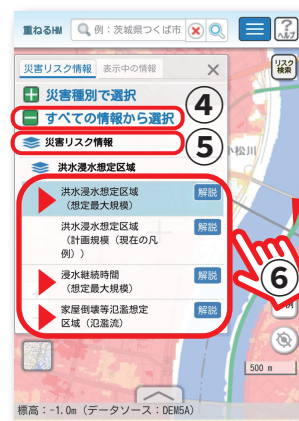 重ねるHM
例：茨城県つくば市
ヘルプ
災害リスク情報 表示中の情報
リスク
検索
災害種別で選択
④
すべての情報から選択
災害リスク情報
⑤
小松川
洪水浸水想定区域
洪水浸水想定区域
（想定最大規模）
解説
洪水浸水想定区域
（計画規模（現在の凡
例））
解説
浸水継続時間
（想定最大規模）
解説
⑥
家屋倒壊等氾濫想定
区域（氾濫流）
解説
500 m
標高：-1.0m（データソース：DEM5A）